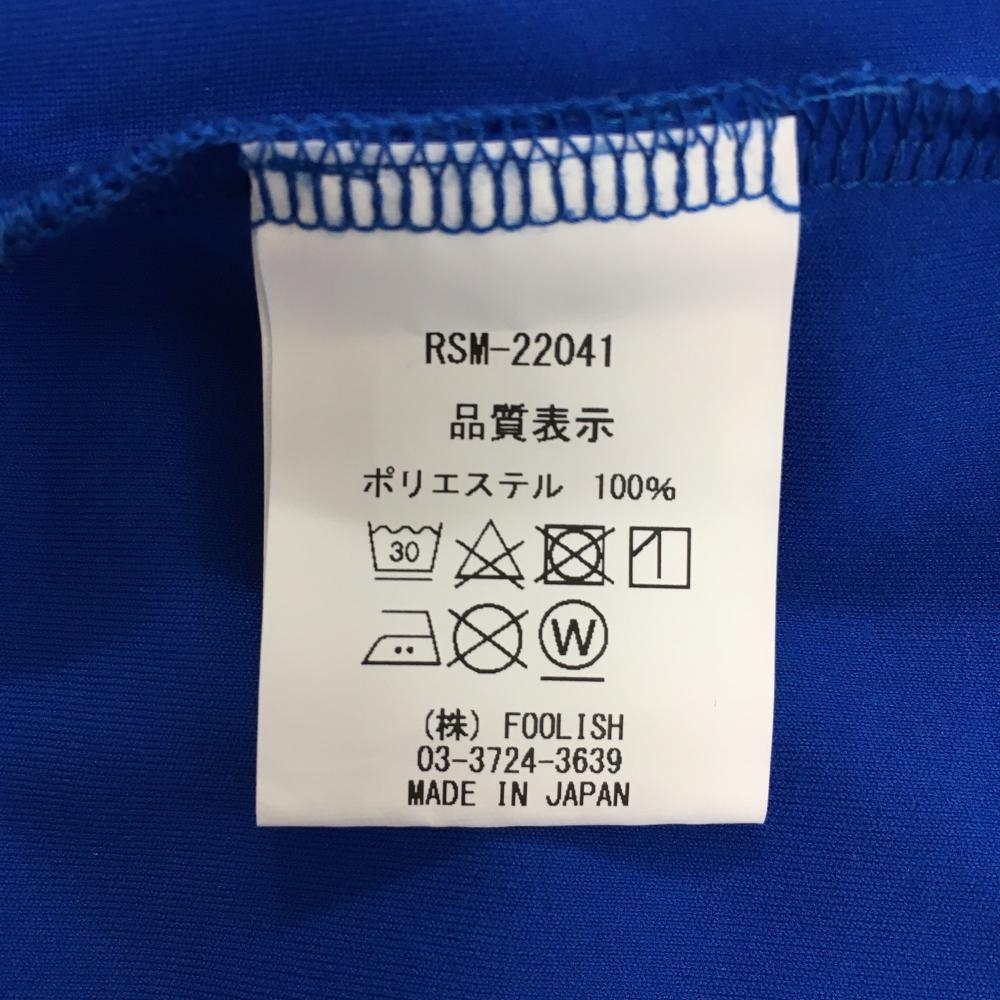 RSM-22041
品質表示
ポリエステル 100%
30
W
(株) FOOLISH
03-3724-3639
MADE IN JAPAN